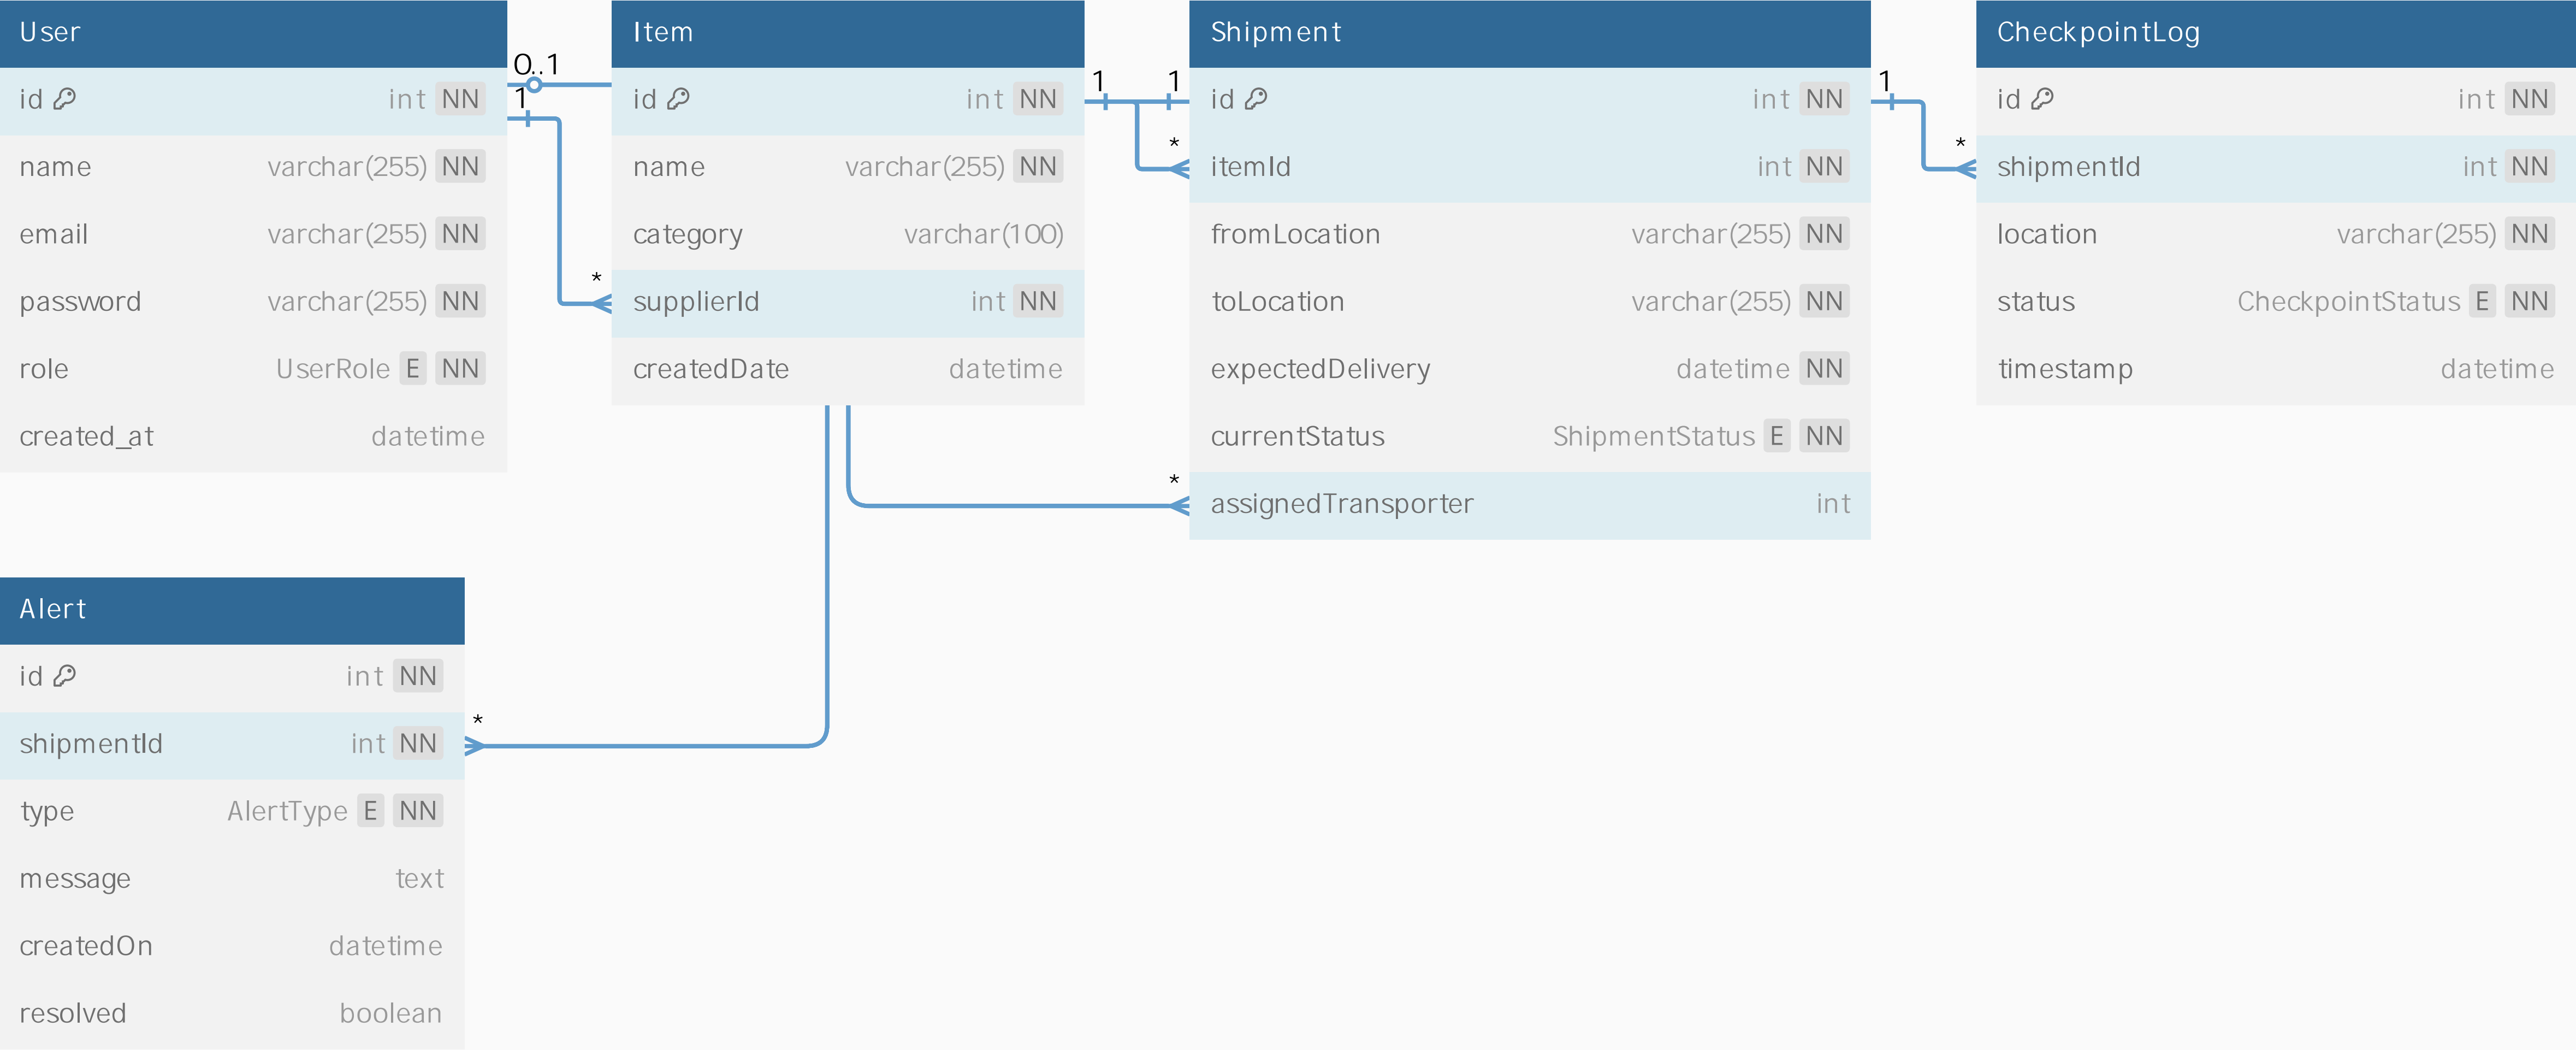 User
id int NN
name varchar(255) NN
email varchar(255) NN
password varchar(255) NN
role UserRole E NN
created_at datetime
0..1
1
*
Item
id int NN
name varchar(255) NN
category varchar(100)
supplierId int NN
createdDate datetime
1 1
*
*
Shipment
id int NN
itemId int NN
fromLocation varchar(255) NN
toLocation varchar(255) NN
expectedDelivery datetime NN
currentStatus ShipmentStatus E NN
assignedTransporter int
1
*
CheckpointLog
id int NN
shipmentId int NN
location varchar(255) NN
status CheckpointStatus E NN
timestamp datetime
Alert
id int NN
shipmentId int NN
type AlertType E NN
message text
createdOn datetime
resolved boolean
*